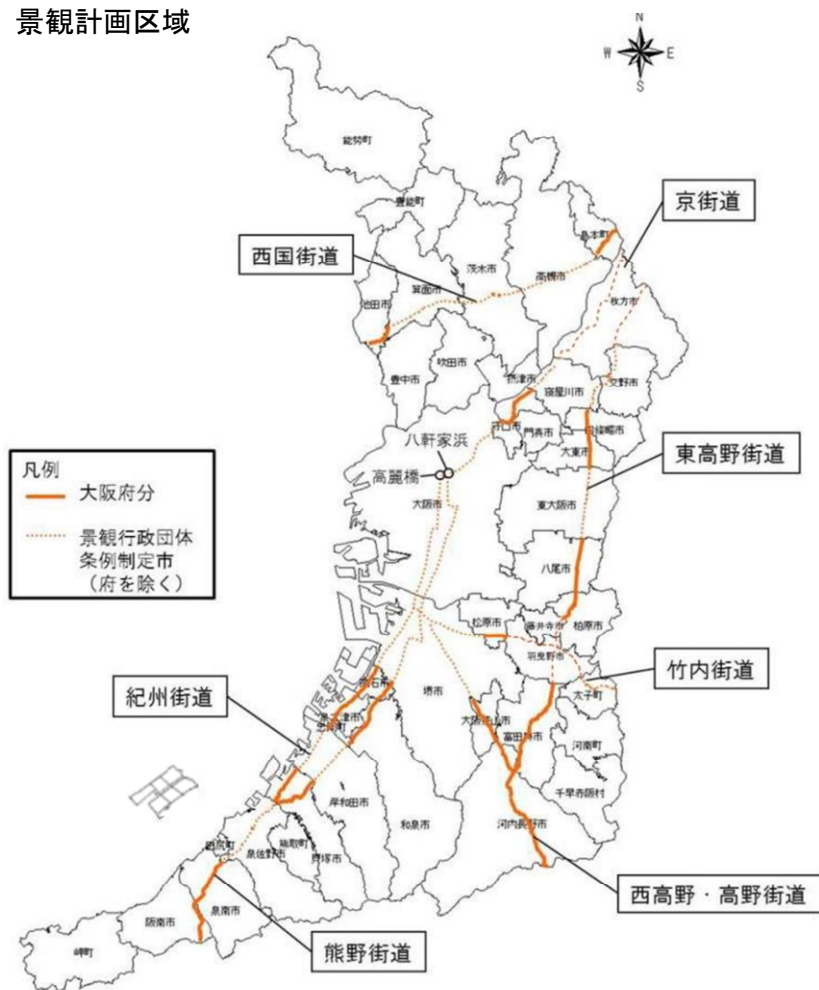 景観計画区域
N
W
E
S
能勢町
豊能町
京街道
島本町
西国街道
茨木市
高槻市
箕面市
池田市
枚方市
吹田市
豊中市
摂津市
寝屋川市
交野市
守口市
門真市
四條畷市
大東市
八軒家浜
高麗橋
大阪市
東高野街道
凡例
大阪府分
景観行政団体
条例制定市
(府を除く)
東大阪市
八尾市
松原市
藤井寺市
柏原市
羽曳野市
竹内街道
太子町
紀州街道
堺市
富田林市
河南町
千早赤阪村
岸和田市
和泉市
河内長野市
熊取町
貝塚市
田尻町
泉佐野市
西高野・高野街道
阪南市
泉南市
岬町
熊野街道